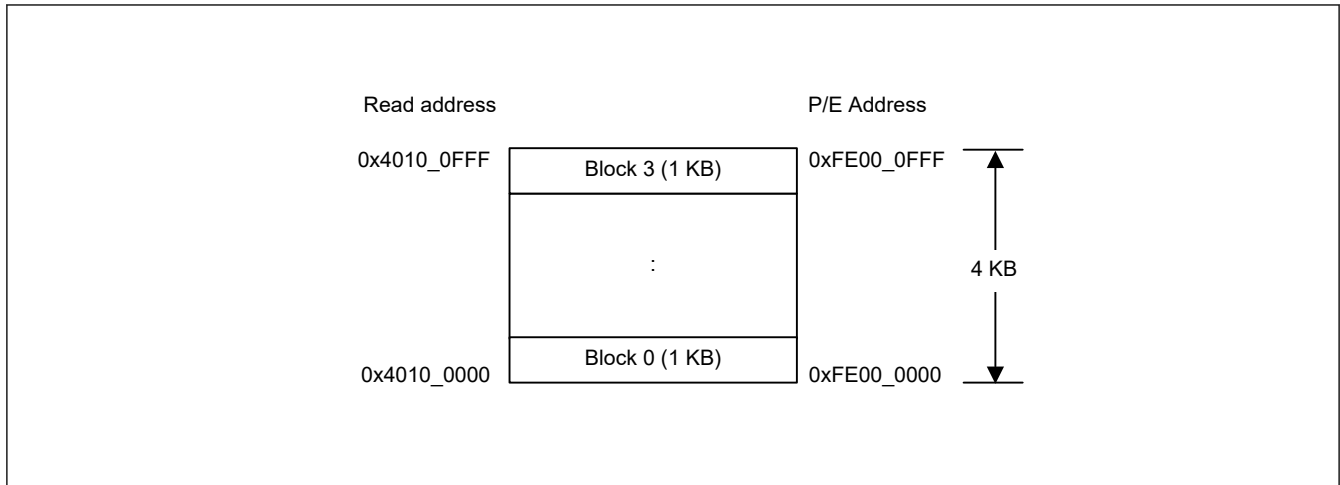 Read address P/E Address
0x4010_0FFF Block 3 (1 KB) 0xFE00_0FFF
:
4 KB
Block 0 (1 KB)
0x4010_0000 0xFE00_0000